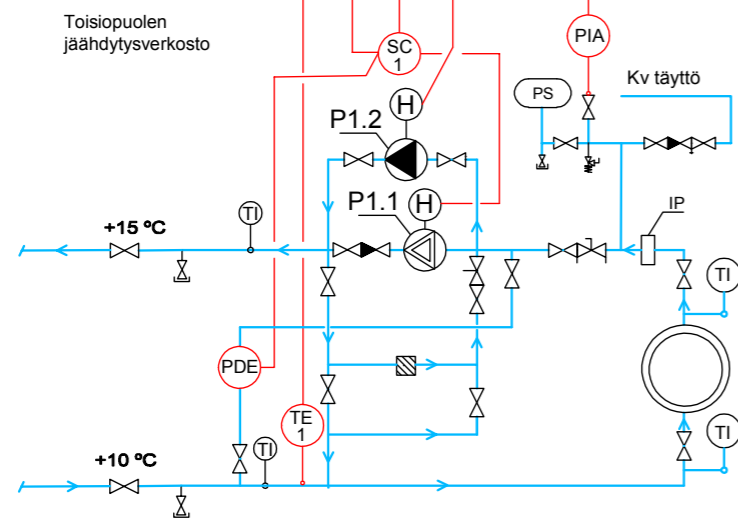 Toisiopuolen
jäähdytysverkosto
SC
1
PIA
PS
Kv täyttö
H
P1.2
P1.1
H
TI
IP
+15 ºC
TI
PDE
TE
1
TI
TI
+10 ºC